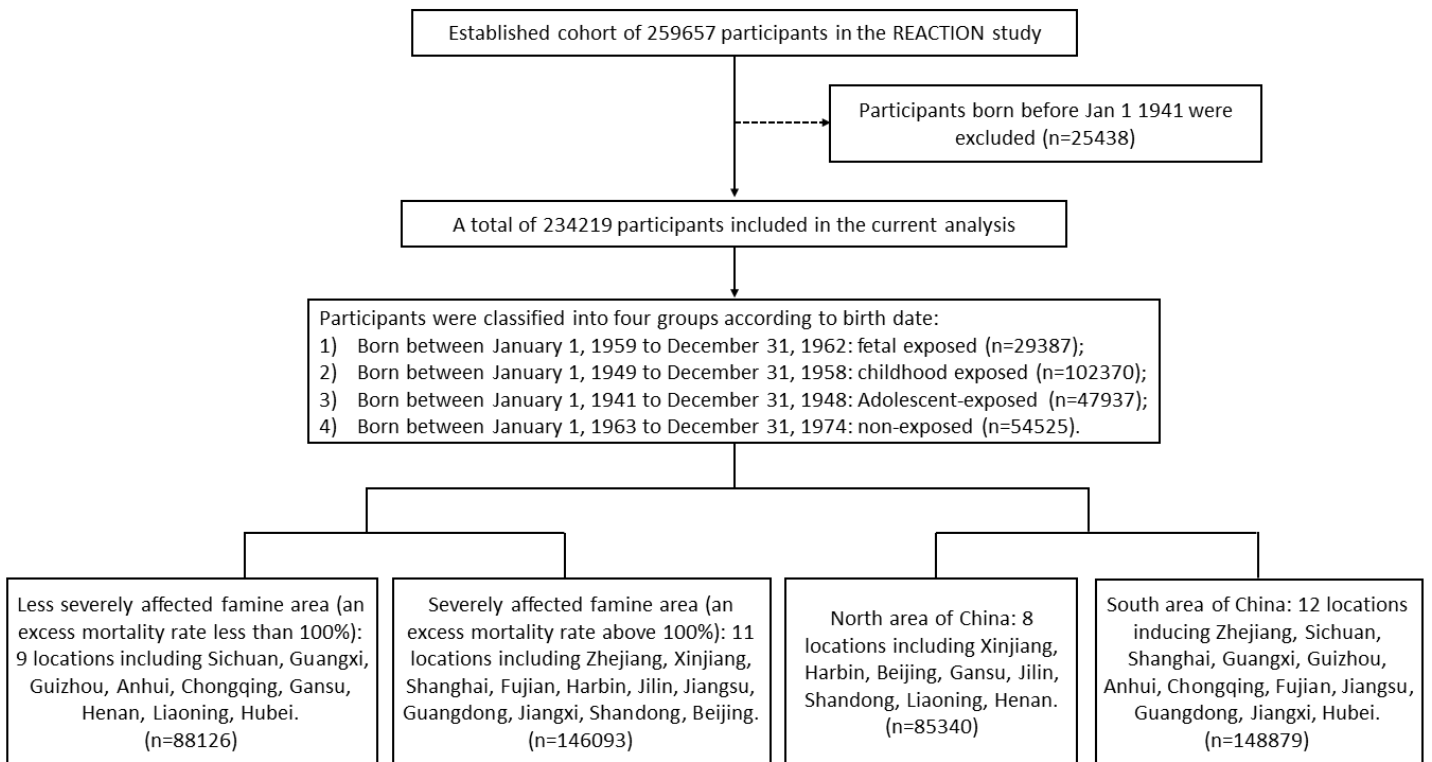 Established cohort of 259657 participants in the REACTION study
Participants born before Jan 1 1941 were
excluded (n=25438)
A total of 234219 participants included in the current analysis
Participants were classified into four groups according to birth date:
1) Born between January 1, 1959 to December 31, 1962: fetal exposed (n=29387);
2) Born between January 1, 1949 to December 31, 1958: childhood exposed (n=102370);
3) Born between January 1, 1941 to December 31, 1948: Adolescent-exposed (n=47937);
4) Born between January 1, 1963 to December 31, 1974: non-exposed (n=54525).
Less severely affected famine area (an
excess mortality rate less than 100%):
9 locations including Sichuan, Guangxi,
Guizhou, Anhui, Chongqing, Gansu,
Henan, Liaoning, Hubei.
(n=88126)
Severely affected famine area (an
excess mortality rate above 100%): 11
locations including Zhejiang, Xinjiang,
Shanghai, Fujian, Harbin, Jilin, Jiangsu,
Guangdong, Jiangxi, Shandong, Beijing.
(n=146093)
North area of China: 8
locations including Xinjiang,
Harbin, Beijing, Gansu, Jilin,
Shandong, Liaoning, Henan.
(n=85340)
South area of China: 12 locations
inducing Zhejiang, Sichuan,
Shanghai, Guangxi, Guizhou,
Anhui, Chongqing, Fujian, Jiangsu,
Guangdong, Jiangxi, Hubei.
(n=148879)